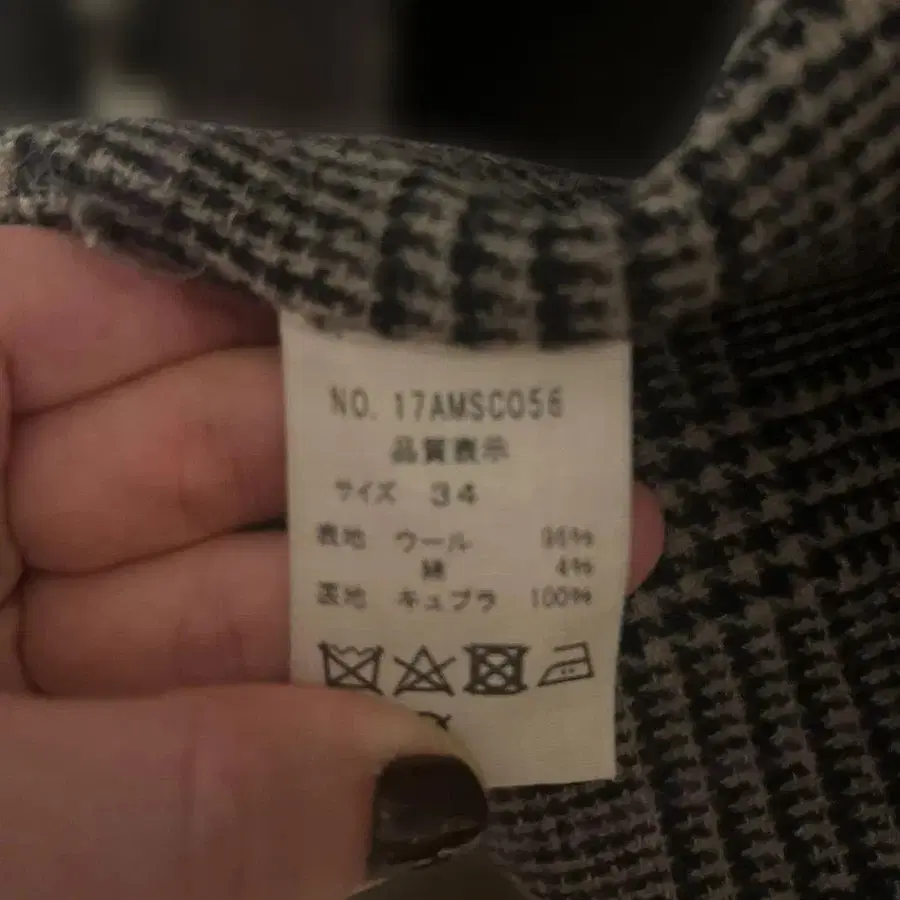 NO. 17AMSC056
品質表示
サイズ 34
表地 ウール 96%
綿 4%
裏地 キュプラ 100%